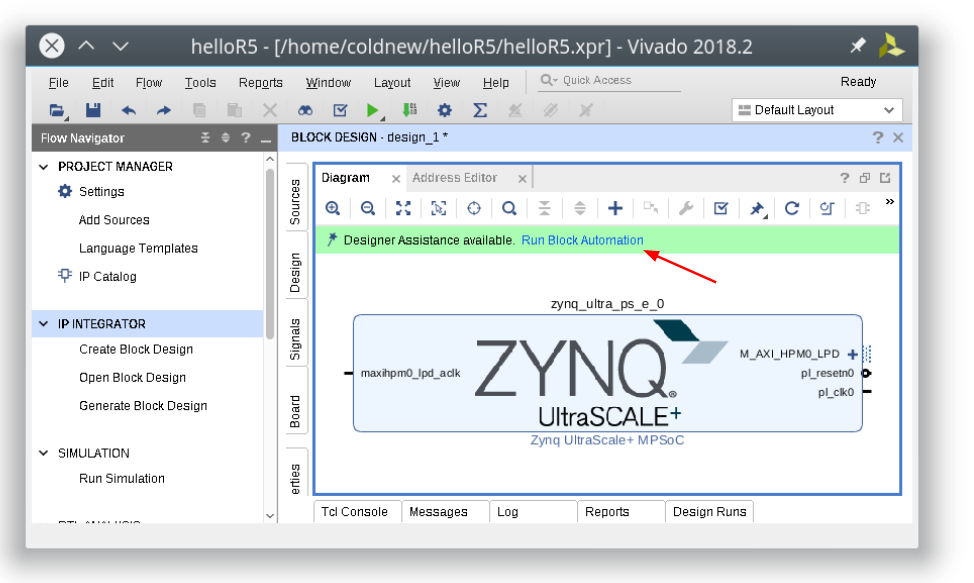 helloR5 - [/home/coldnew/helloR5/helloR5.xpr] - Vivado 2018.2
File Edit Flow Tools Reports Window Layout View Help Quick Access Ready
Default Layout
Flow Navigator ? _
BLOCK DESIGN - design_1 * ? ×
PROJECT MANAGER
Settings
Add Sources
Language Templates
IP Catalog
IP INTEGRATOR
Create Block Design
Open Block Design
Generate Block Design
SIMULATION
Run Simulation
Sources
Design
Signals
Board
erties
Diagram × Address Editor × ?
Designer Assistance available. Run Block Automation
zynq_ultra_ps_e_0
maxihpm0_lpd_aclk
ZYNQ®
UltraSCALE+
M_AXI_HPM0_LPD
pl_resetn0
pl_clk0
Zynq UltraScale+ MPSoC
Tcl Console Messages Log Reports Design Runs